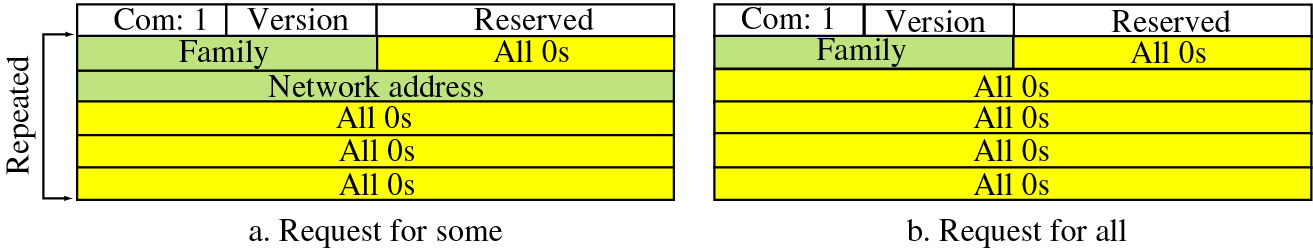 Com: 1 Version Reserved
Family All 0s
Network address
All 0s
All 0s
All 0s
Repeated
a. Request for some
Com: 1 Version Reserved
Family All 0s
All 0s
All 0s
All 0s
All 0s
b. Request for all